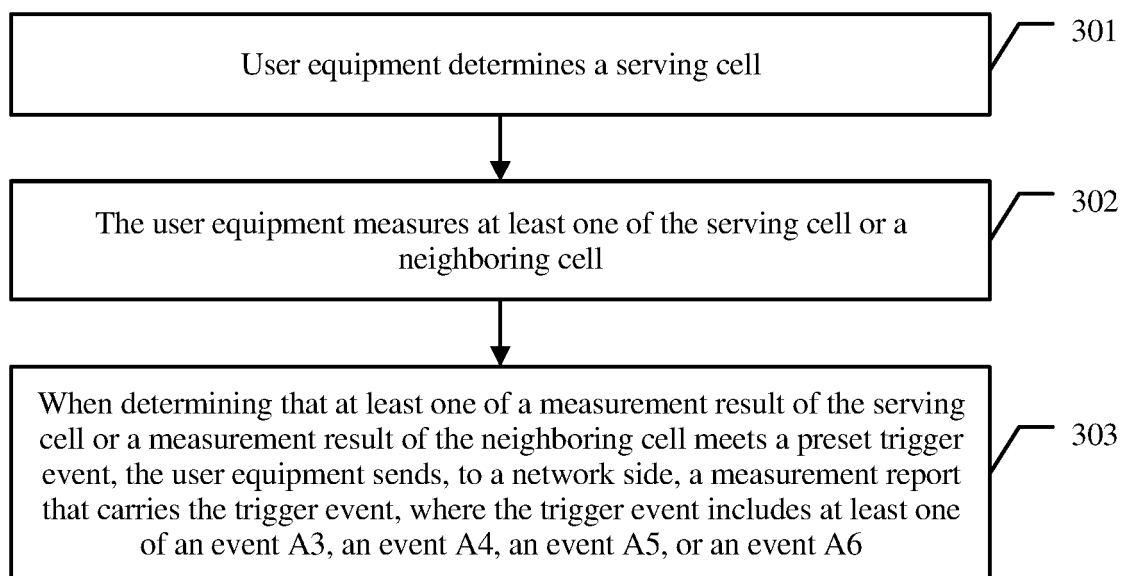 User equipment determines a serving cell
301
The user equipment measures at least one of the serving cell or a
neighboring cell
302
When determining that at least one of a measurement result of the serving
cell or a measurement result of the neighboring cell meets a preset trigger
event, the user equipment sends, to a network side, a measurement report
that carries the trigger event, where the trigger event includes at least one
of an event A3, an event A4, an event A5, or an event A6
303